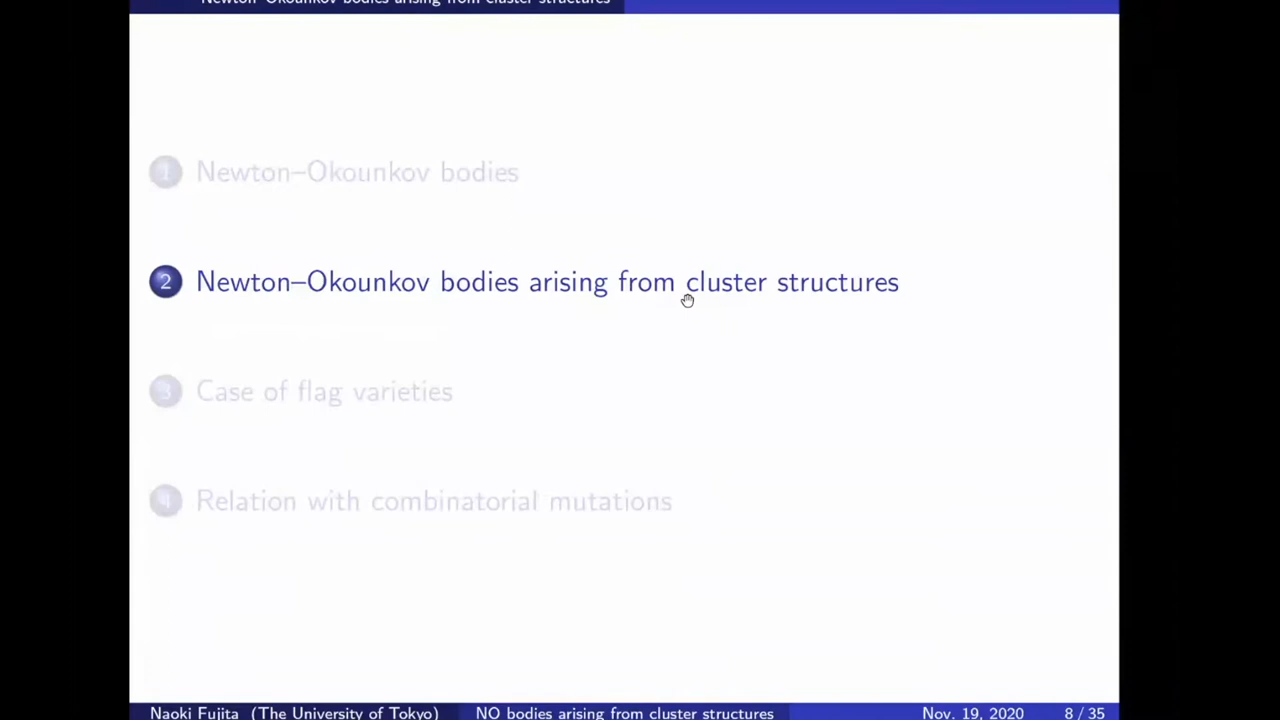 Newton–Okounkov bodies arising from cluster structures
1 Newton–Okounkov bodies
2 Newton–Okounkov bodies arising from cluster structures
3 Case of flag varieties
4 Relation with combinatorial mutations
Naoki Fujita (The University of Tokyo) NO bodies arising from cluster structures Nov. 19, 2020 8 / 35